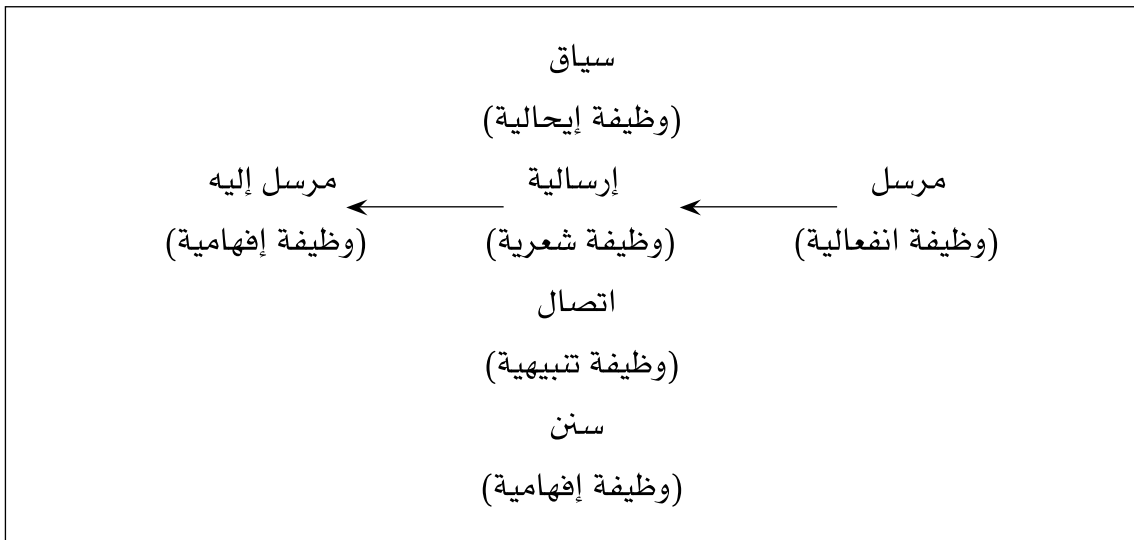 سياق
(وظيفة إيحالية)
مرسل إرسالية مرسل إليه
(وظيفة انفعالية) (وظيفة شعرية) (وظيفة إفهامية)
اتصال
(وظيفة تنبيهية)
سنن
(وظيفة إفهامية)